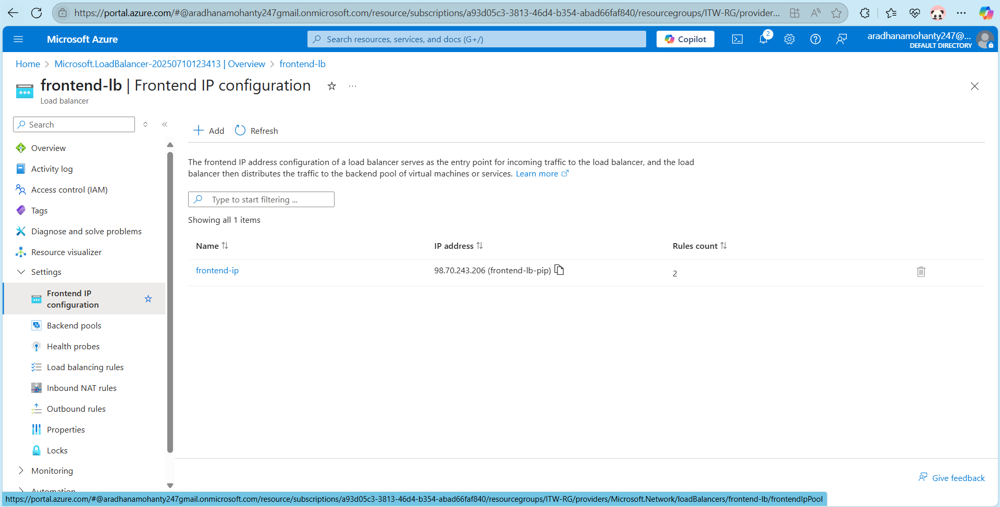 https://portal.azure.com/#@aradhanamohanty247gmail.onmicrosoft.com/resource/subscriptions/a93d05c3-3813-46d4-b354-abad66faf840/resourcegroups/ITW-RG/provider...
Microsoft Azure
Search resources, services, and docs (G+/)
Copilot
2
aradhanamohanty247@...
DEFAULT DIRECTORY
Home > Microsoft.LoadBalancer-20250710123413 | Overview > frontend-lb
frontend-lb | Frontend IP configuration
Load balancer
Search
Add
Refresh
Overview
Activity log
Access control (IAM)
Tags
Diagnose and solve problems
Resource visualizer
Settings
Frontend IP
configuration
Backend pools
Health probes
Load balancing rules
Inbound NAT rules
Outbound rules
Properties
Locks
Monitoring
Automation
The frontend IP address configuration of a load balancer serves as the entry point for incoming traffic to the load balancer, and the load
balancer then distributes the traffic to the backend pool of virtual machines or services. Learn more
Type to start filtering ...
Showing all 1 items
Name IP address Rules count
frontend-ip 98.70.243.206 (frontend-lb-pip) 2
Give feedback
https://portal.azure.com/#@aradhanamohanty247gmail.onmicrosoft.com/resource/subscriptions/a93d05c3-3813-46d4-b354-abad66faf840/resourcegroups/ITW-RG/providers/Microsoft.Network/loadBalancers/frontend-lb/frontendIpPool